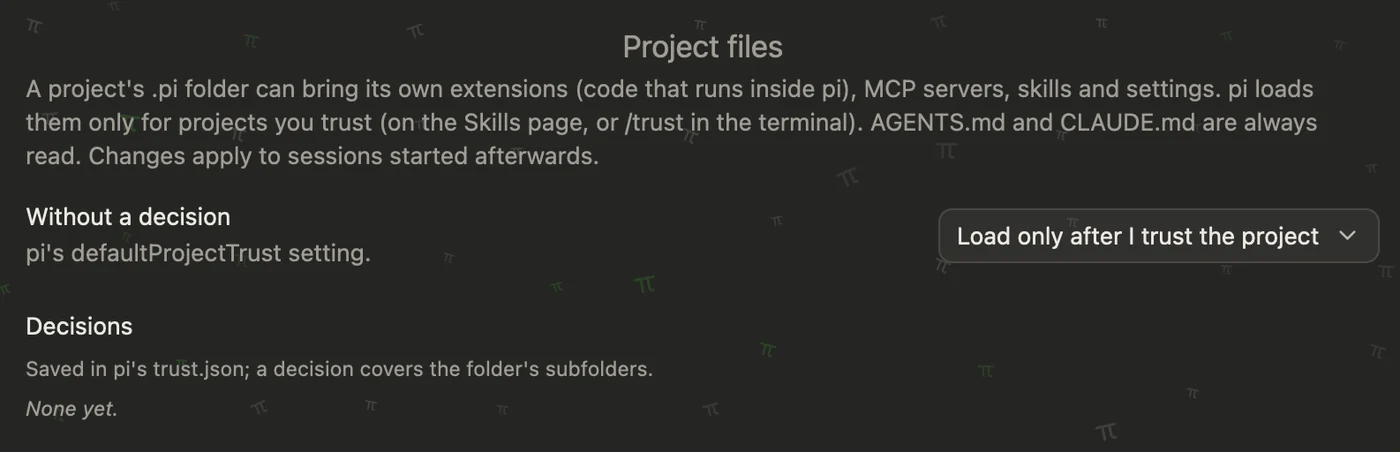 Project files
A project's .pi folder can bring its own extensions (code that runs inside pi), MCP servers, skills and settings. pi loads
them only for projects you trust (on the Skills page, or /trust in the terminal). AGENTS.md and CLAUDE.md are always
read. Changes apply to sessions started afterwards.
Without a decision
pi's defaultProjectTrust setting.
Load only after I trust the project
Decisions
Saved in pi's trust.json; a decision covers the folder's subfolders.
None yet.